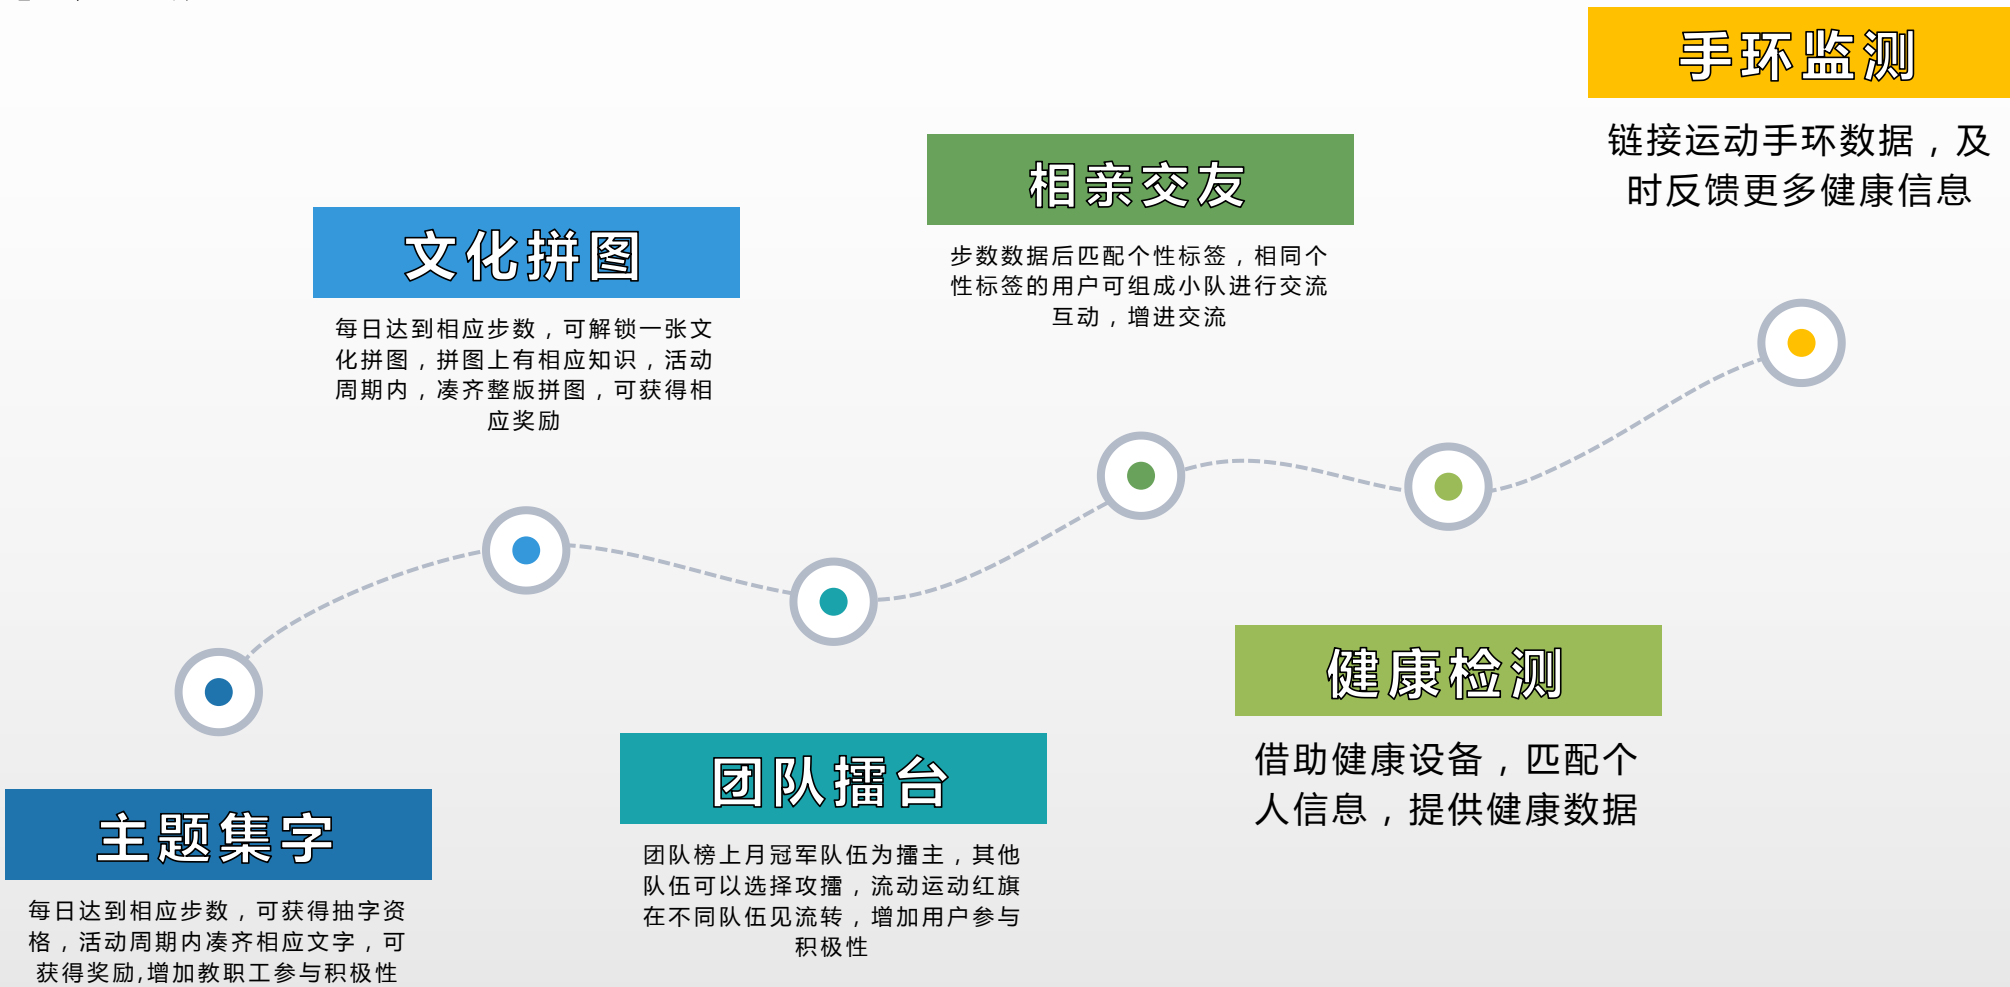 手环监测
链接运动手环数据，及
时反馈更多健康信息
相亲交友
步数数据后匹配个性标签，相同个
性标签的用户可组成小队进行交流
互动，增进交流
文化拼图
每日达到相应步数，可解锁一张文
化拼图，拼图上有相应知识，活动
周期内，凑齐整版拼图，可获得相
应奖励
健康检测
借助健康设备，匹配个
人信息，提供健康数据
团队擂台
团队榜上月冠军队伍为擂主，其他
队伍可以选择攻擂，流动运动红旗
在不同队伍见流转，增加用户参与
积极性
主题集字
每日达到相应步数，可获得抽字资
格，活动周期内凑齐相应文字，可
获得奖励,增加教职工参与积极性